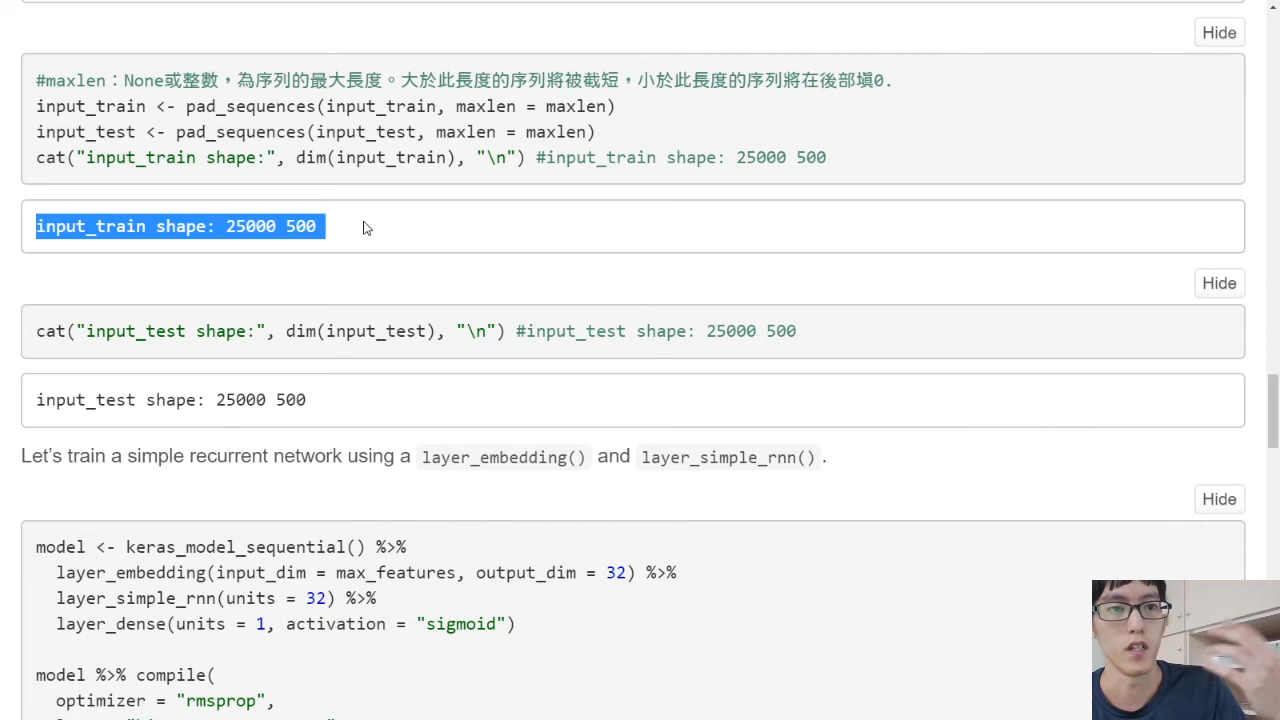 Hide
#maxlen：None或整數，為序列的最大長度。大於此長度的序列將被截短，小於此長度的序列將在後部塡0.
input_train <- pad_sequences(input_train, maxlen = maxlen)
input_test <- pad_sequences(input_test, maxlen = maxlen)
cat("input_train shape:", dim(input_train), "\n") #input_train shape: 25000 500
input_train shape: 25000 500
Hide
cat("input_test shape:", dim(input_test), "\n") #input_test shape: 25000 500
input_test shape: 25000 500
Let’s train a simple recurrent network using a layer_embedding() and layer_simple_rnn().
Hide
model <- keras_model_sequential() %>%
layer_embedding(input_dim = max_features, output_dim = 32) %>%
layer_simple_rnn(units = 32) %>%
layer_dense(units = 1, activation = "sigmoid")
model %>% compile(
optimizer = "rmsprop",